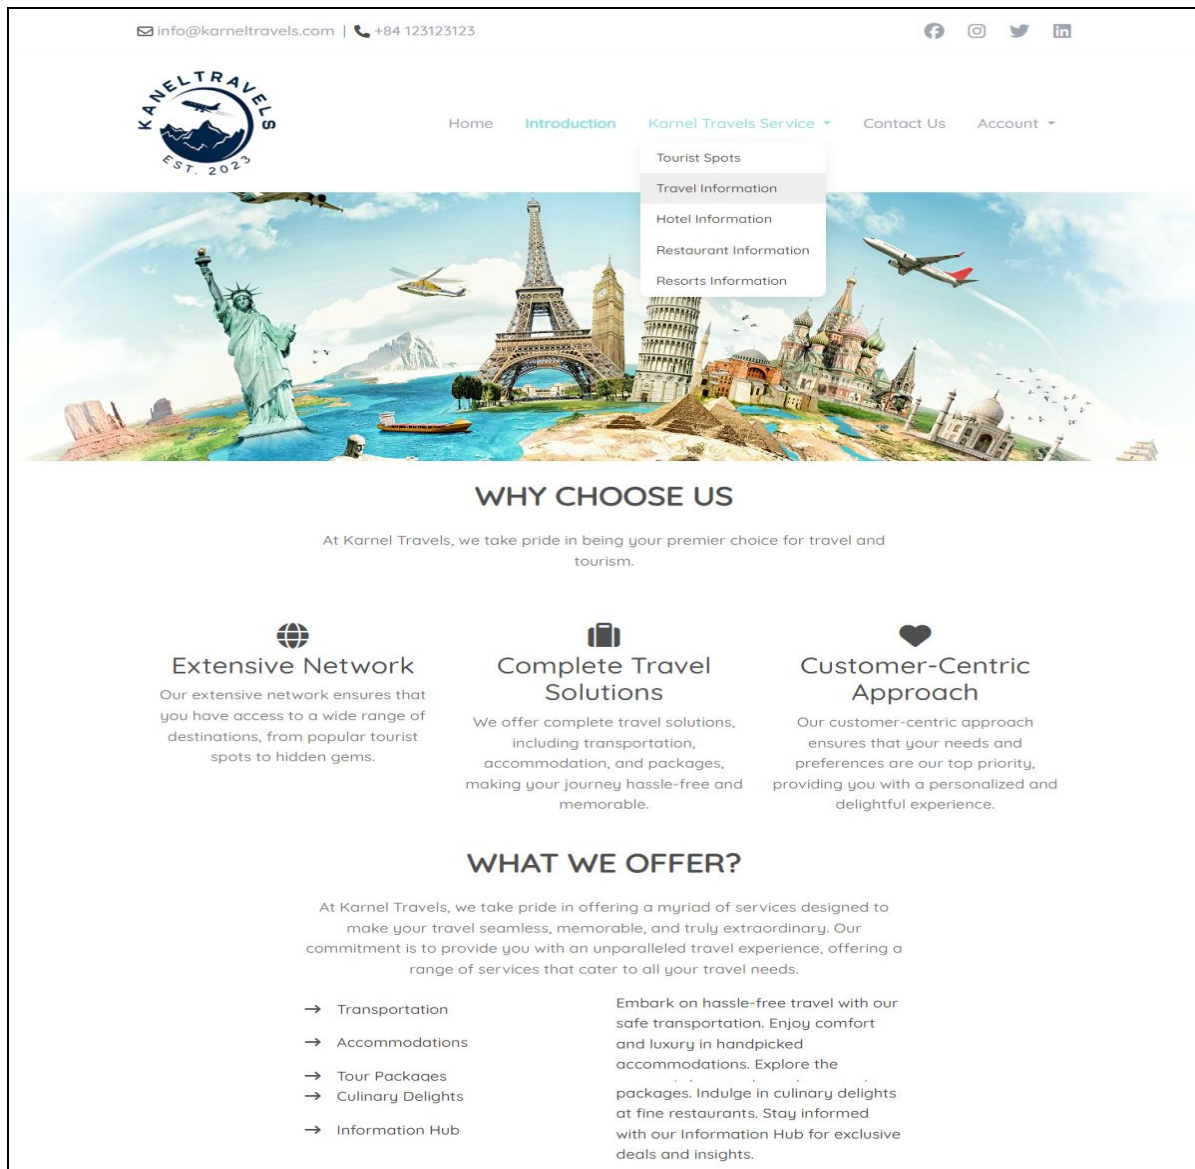 info@karneltravels.com | +84 123123123
KANELTRAVELS
EST. 2023
Home Introduction Karnel Travels Service Contact Us Account
Tourist Spots
Travel Information
Hotel Information
Restaurant Information
Resorts Information
WHY CHOOSE US
At Karnel Travels, we take pride in being your premier choice for travel and
tourism.
Extensive Network
Our extensive network ensures that
you have access to a wide range of
destinations, from popular tourist
spots to hidden gems.
Complete Travel
Solutions
We offer complete travel solutions,
including transportation,
accommodation, and packages,
making your journey hassle-free and
memorable.
Customer-Centric
Approach
Our customer-centric approach
ensures that your needs and
preferences are our top priority,
providing you with a personalized and
delightful experience.
WHAT WE OFFER?
At Karnel Travels, we take pride in offering a myriad of services designed to
make your travel seamless, memorable, and truly extraordinary. Our
commitment is to provide you with an unparalleled travel experience, offering a
range of services that cater to all your travel needs.
→ Transportation
→ Accommodations
→ Tour Packages
→ Culinary Delights
→ Information Hub
Embark on hassle-free travel with our
safe transportation. Enjoy comfort
and luxury in handpicked
accommodations. Explore the
packages. Indulge in culinary delights
at fine restaurants. Stay informed
with our Information Hub for exclusive
deals and insights.